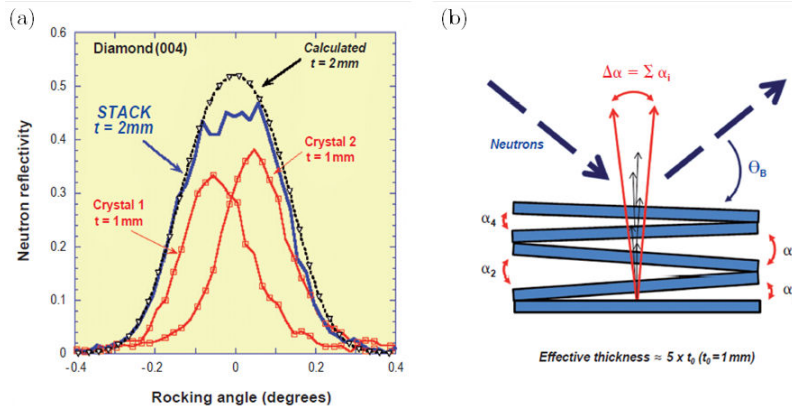 (a)
Diamond (004)
Calculated
t = 2mm
STACK
t = 2mm
Crystal 2
t = 1mm
Crystal 1
t = 1mm
Neutron reflectivity
0.6
0.5
0.4
0.3
0.2
0.1
0
-0.4
-0.2
0
0.2
0.4
Rocking angle (degrees)
(b)
Δα = Σ αi
Neutrons
ΘB
α4
α2
α
α
Effective thickness ≈ 5 x t0 (t0=1mm)